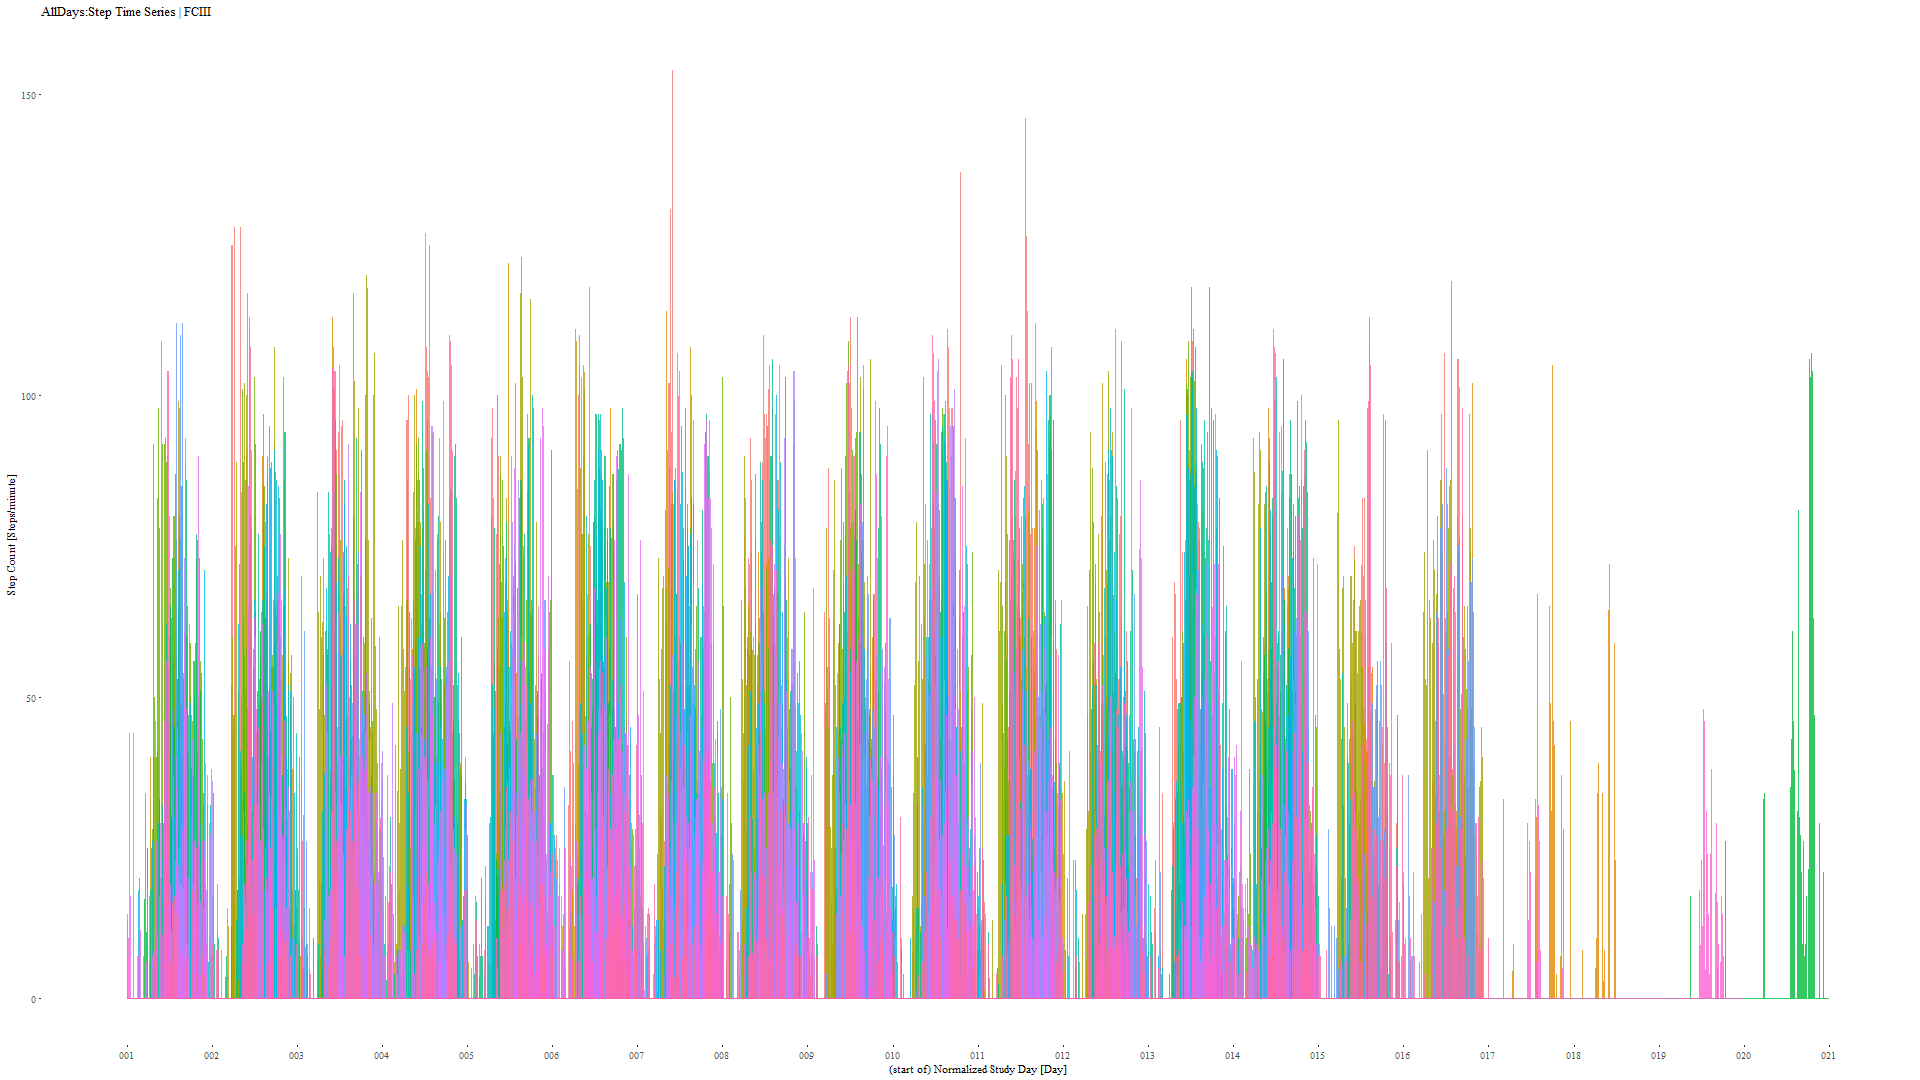 AllDays:Step Time Series | FCIII
150
100
50
0
Step Count [Steps/minute]
001 002 003 004 005 006 007 008 009 010 011 012 013 014 015 016 017 018 019 020 021
(start of) Normalized Study Day [Day]